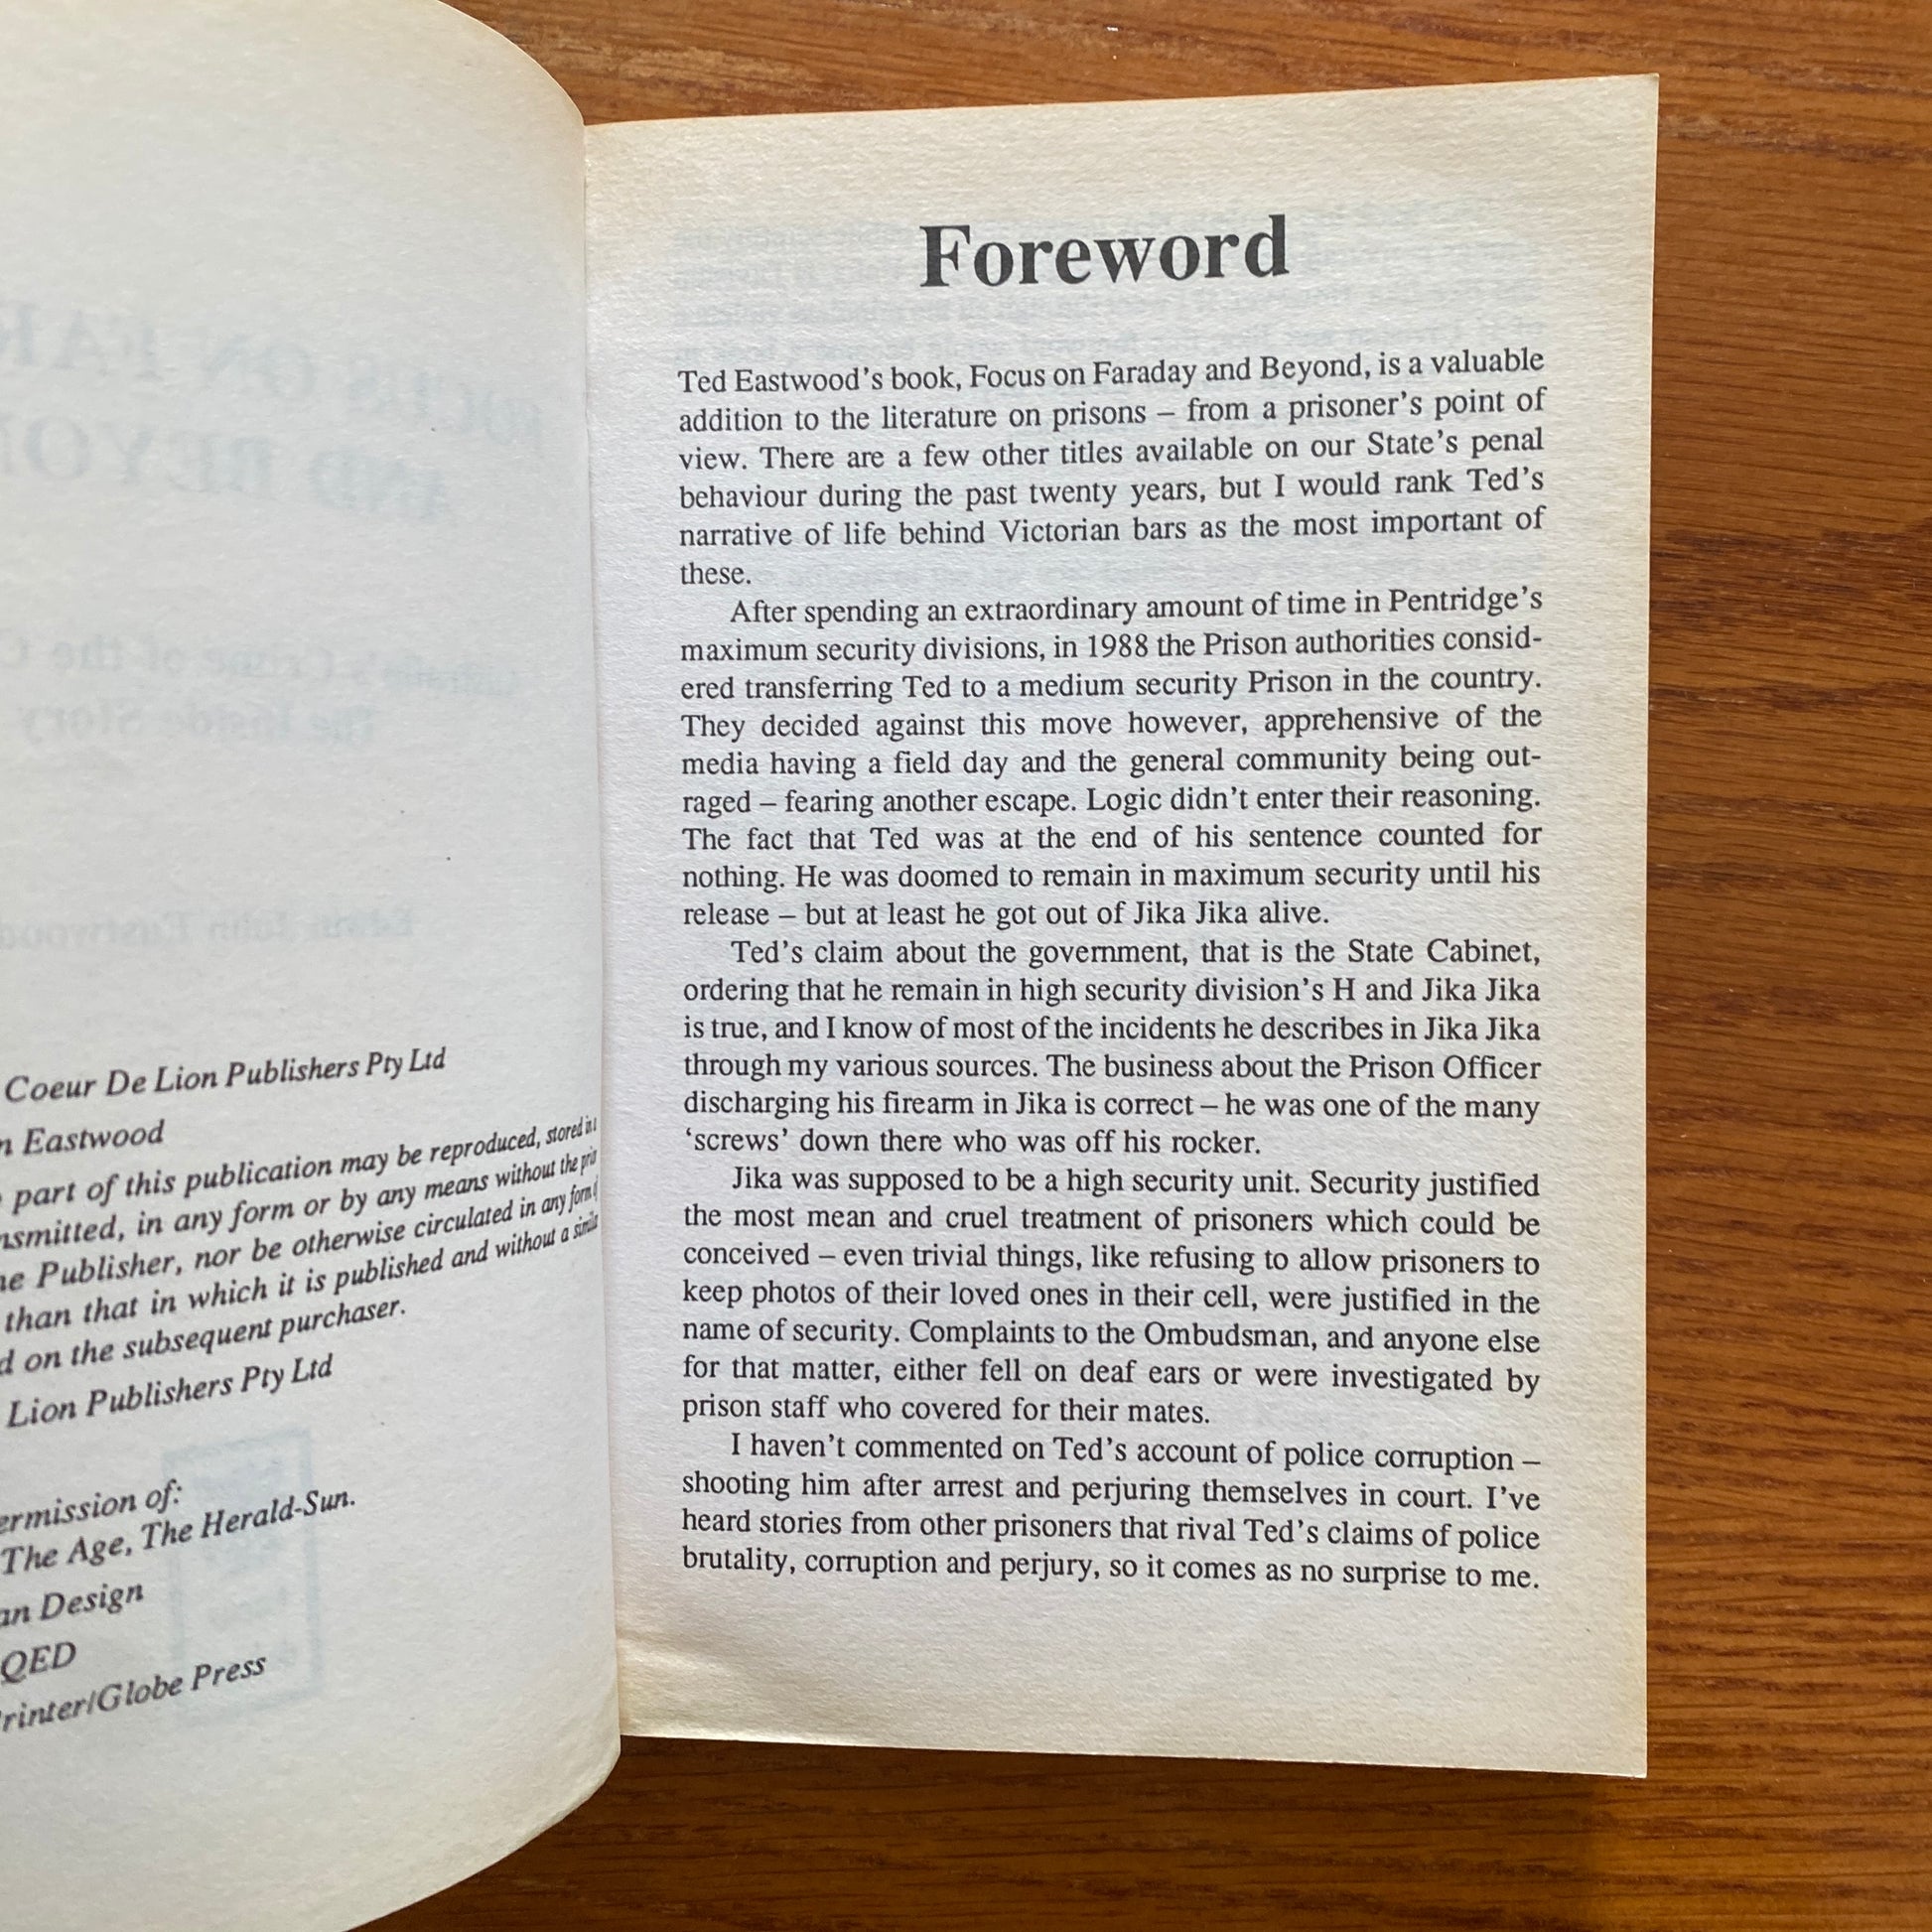 Coeur De Lion Publishers Pty Ltd
Eastwood
part of this publication may be reproduced, stored in a
in any form or by any means without the
Publisher, nor be otherwise circulated in any form
than that in which it is published and without a
on the subsequent purchaser.
Lion Publishers Pty Ltd
of:
The Age, The Herald-Sun.
Design
QED
Press
Foreword
Ted Eastwood's book, Focus on Faraday and Beyond, is a valuable
addition to the literature on prisons – from a prisoner's point of
view. There are a few other titles available on our State's penal
behaviour during the past twenty years, but I would rank Ted's
narrative of life behind Victorian bars as the most important of
these.
After spending an extraordinary amount of time in Pentridge's
maximum security divisions, in 1988 the Prison authorities consid-
ered transferring Ted to a medium security Prison in the country.
They decided against this move however, apprehensive of the
media having a field day and the general community being out-
raged – fearing another escape. Logic didn't enter their reasoning.
The fact that Ted was at the end of his sentence counted for
nothing. He was doomed to remain in maximum security until his
release – but at least he got out of Jika Jika alive.
Ted's claim about the government, that is the State Cabinet,
ordering that he remain in high security division's H and Jika Jika
is true, and I know of most of the incidents he describes in Jika Jika
through my various sources. The business about the Prison Officer
discharging his firearm in Jika is correct – he was one of the many
'screws' down there who was off his rocker.
Jika was supposed to be a high security unit. Security justified
the most mean and cruel treatment of prisoners which could be
conceived – even trivial things, like refusing to allow prisoners to
keep photos of their loved ones in their cell, were justified in the
name of security. Complaints to the Ombudsman, and anyone else
for that matter, either fell on deaf ears or were investigated by
prison staff who covered for their mates.
I haven't commented on Ted's account of police corruption –
shooting him after arrest and perjuring themselves in court. I've
heard stories from other prisoners that rival Ted's claims of police
brutality, corruption and perjury, so it comes as no surprise to me.